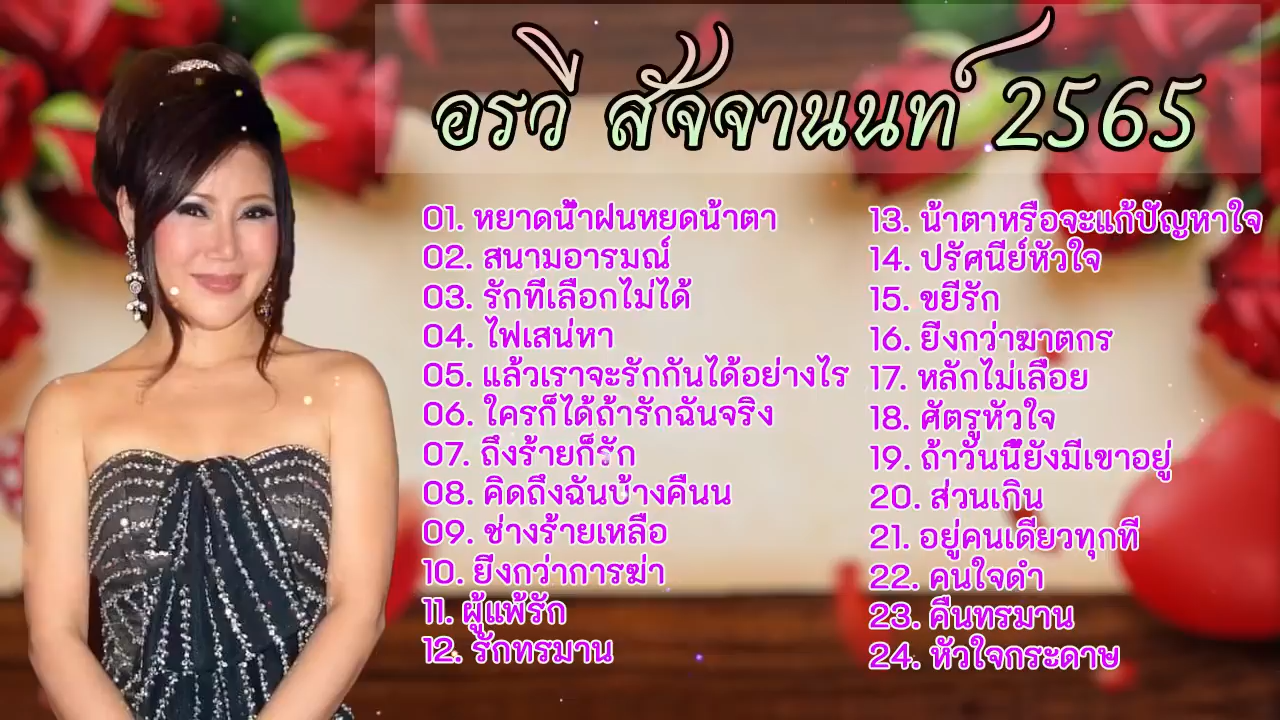 อรวี สัจจานนท์ 2565
01. หยาดน้ำฝนหยดน้ำตา
02. สนามอารมณ์
03. รักที่เลือกไม่ได้
04. ไฟเสน่หา
05. แล้วเราจะรักกันได้อย่างไร
06. ใครก็ได้ถ้ารักฉันจริง
07. ถึงร้ายก็รัก
08. คิดถึงฉันบ้างคืนน
09. ช่างร้ายเหลือ
10. ยิ่งกว่าการฆ่า
11. ผู้แพ้รัก
12. รักทรมาน
13. น้ำตาหรือจะแก้ปัญหาใจ
14. ปรัศนีย์หัวใจ
15. ขยี้รัก
16. ยิ่งกว่าฆาตกร
17. หลักไม้เลื้อย
18. ศัตรูหัวใจ
19. ถ้าวันนี้ยังมีเขาอยู่
20. ส่วนเกิน
21. อยู่คนเดียวทุกที
22. คนใจดำ
23. คืนทรมาน
24. หัวใจกระดาษ